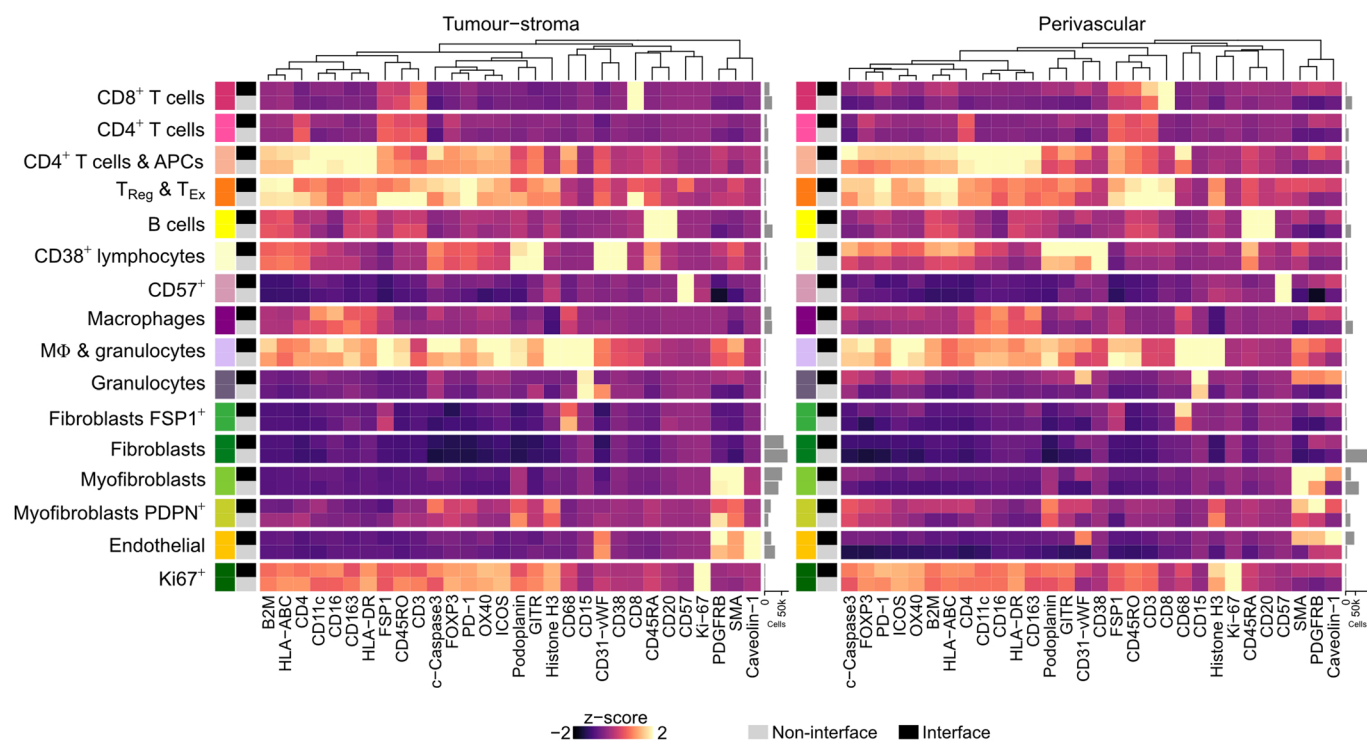 Tumour−stroma
Perivascular
CD8⁺ T cells
CD4⁺ T cells
CD4⁺ T cells & APCs
T_Reg & T_Ex
B cells
CD38⁺ lymphocytes
CD57⁺
Macrophages
MΦ & granulocytes
Granulocytes
Fibroblasts FSP1⁺
Fibroblasts
Myofibroblasts
Myofibroblasts PDPN⁺
Endothelial
Ki67⁺
B2M
HLA−ABC
CD4
CD11c
CD16
CD163
HLA−DR
FSP1
CD45RO
CD3
c−Caspase3
FOXP3
PD−1
OX40
ICOS
Podoplanin
GITR
Histone H3
CD68
CD15
CD31−vWF
CD38
CD8
CD45RA
CD20
CD57
Ki−67
PDGFRB
SMA
Caveolin−1
0
50k
Cells
c−Caspase3
FOXP3
PD−1
ICOS
OX40
B2M
HLA−ABC
CD4
CD11c
CD16
HLA−DR
CD163
Podoplanin
GITR
CD31−vWF
CD38
FSP1
CD45RO
CD3
CD8
CD68
CD15
Histone H3
Ki−67
CD45RA
CD20
CD57
SMA
PDGFRB
Caveolin−1
0
50k
Cells
z−score
−2
2
Non−interface
Interface